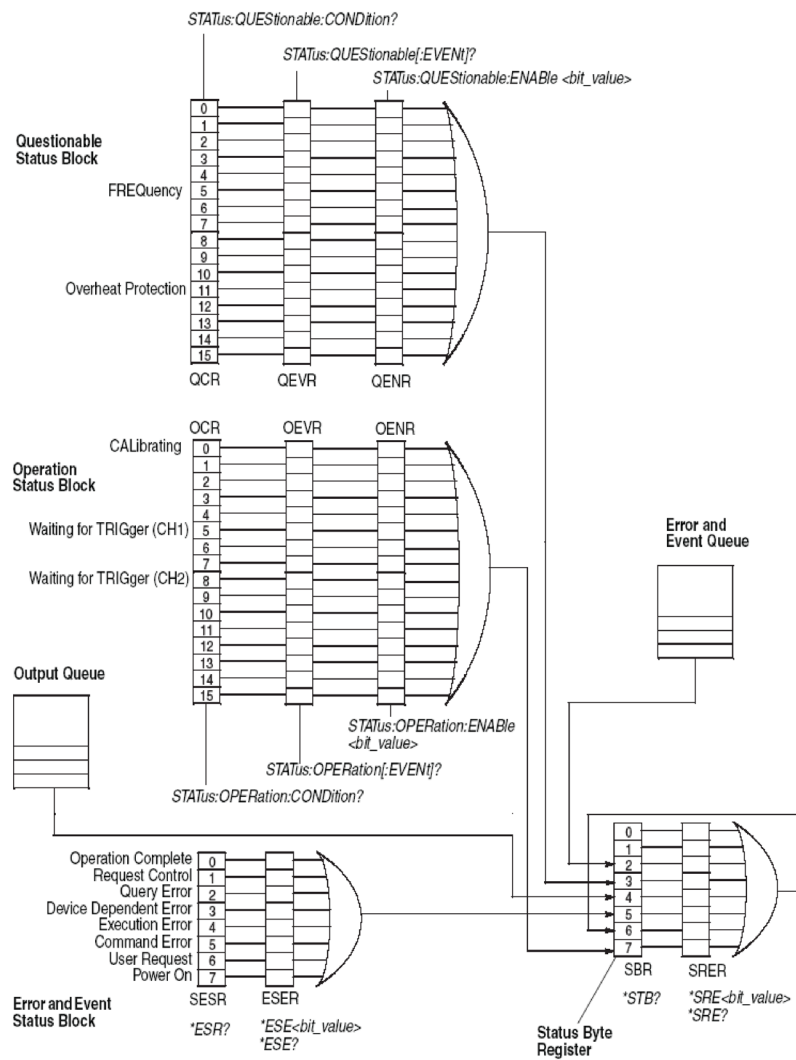 STATus:QUEStionable:CONDition?
STATus:QUEStionable[:EVENt]?
STATus:QUEStionable:ENABle <bit_value>
Questionable
Status Block
0
1
2
3
4
FREQuency 5
6
7
8
9
10
Overheat Protection 11
12
13
14
15
QCR QEVR QENR
OCR OEVR OENR
Operation
Status Block
CALibrating 0
1
2
3
4
Waiting for TRIGger (CH1) 5
6
7
Waiting for TRIGger (CH2) 8
9
10
11
12
13
14
15
Error and
Event Queue
Output Queue
STATus:OPERation:ENABle
<bit_value>
STATus:OPERation[:EVENt]?
STATus:OPERation:CONDition?
Operation Complete 0
Request Control 1
Query Error 2
Device Dependent Error 3
Execution Error 4
Command Error 5
User Request 6
Power On 7
SESR ESER
Error and Event
Status Block
*ESR? *ESE<bit_value>
*ESE?
0
1
2
3
4
5
6
7
SBR SRER
*STB? *SRE<bit_value>
*SRE?
Status Byte
Register